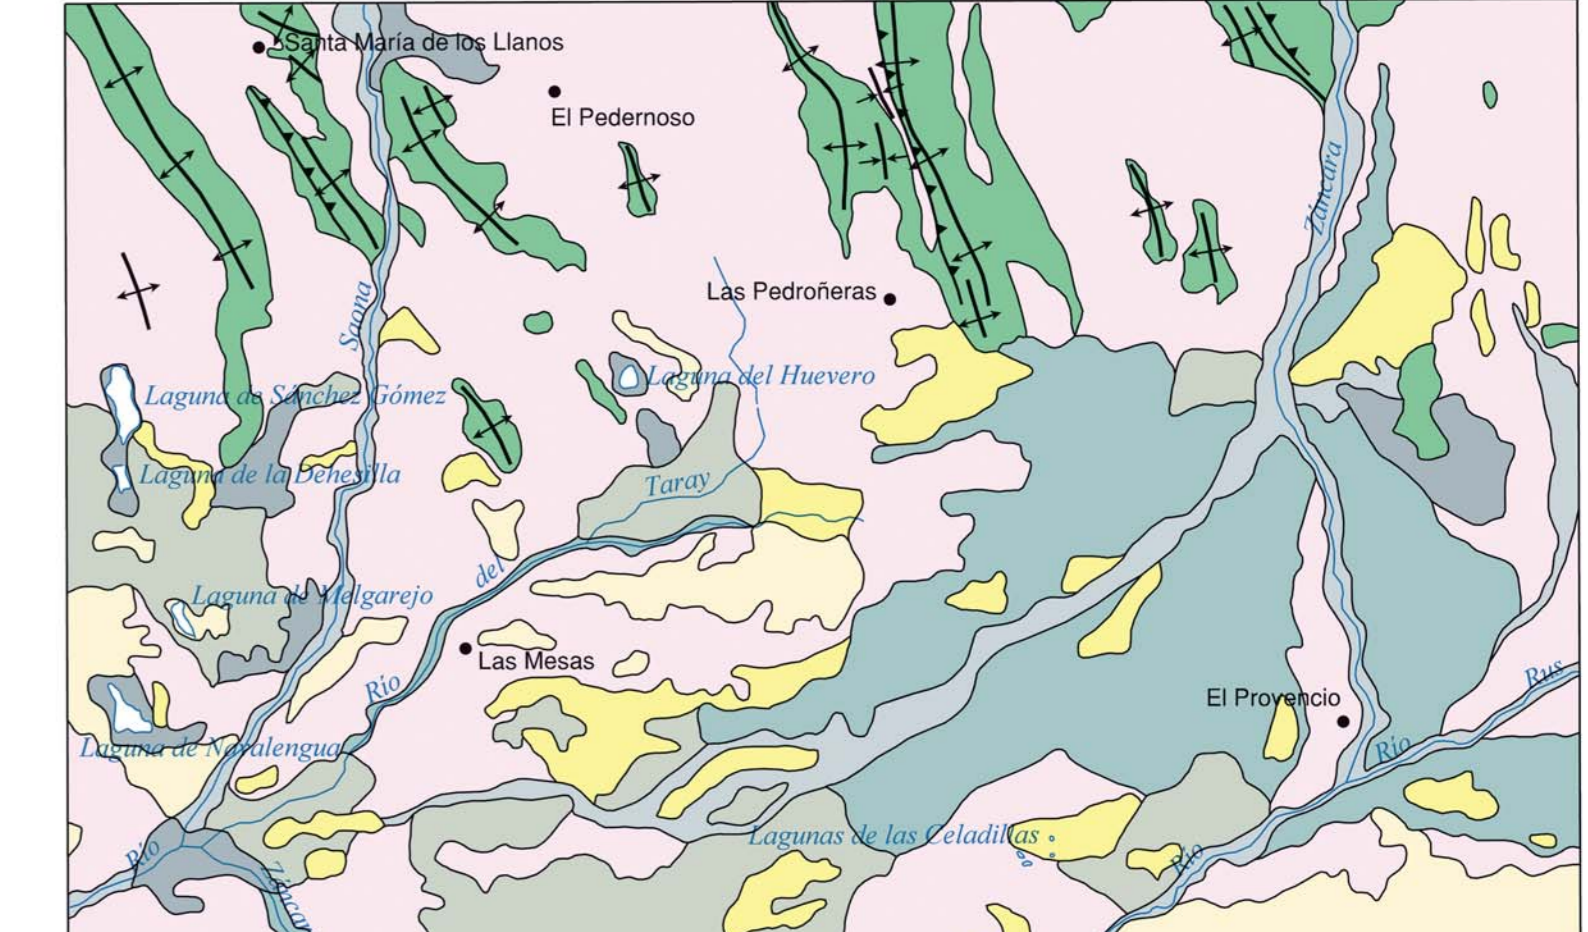 Santa María de los Llanos
El Pedernoso
Záncara
Las Pedroñeras
Saona
Laguna de Sánchez Gómez
Laguna del Huevero
Laguna de la Dehesilla
Taray
del
Laguna de Melgarejo
Las Mesas
Río
Rus
El Provencio
Laguna de Navalengua
Río
Lagunas de las Celadillas
Río
Río
Záncar